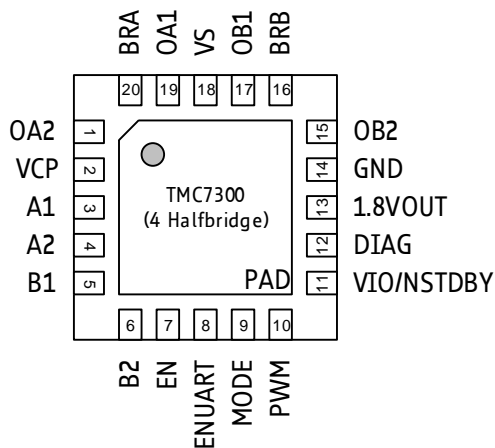 BRA
OA1
VS
OB1
BRB
20
19
18
17
16
OA2
1
15
OB2
VCP
2
14
GND
A1
3
13
1.8VOUT
A2
4
12
DIAG
B1
5
11
VIO/NSTDBY
TMC7300
(4 Halfbridge)
PAD
6
7
8
9
10
B2
EN
ENUART
MODE
PWM